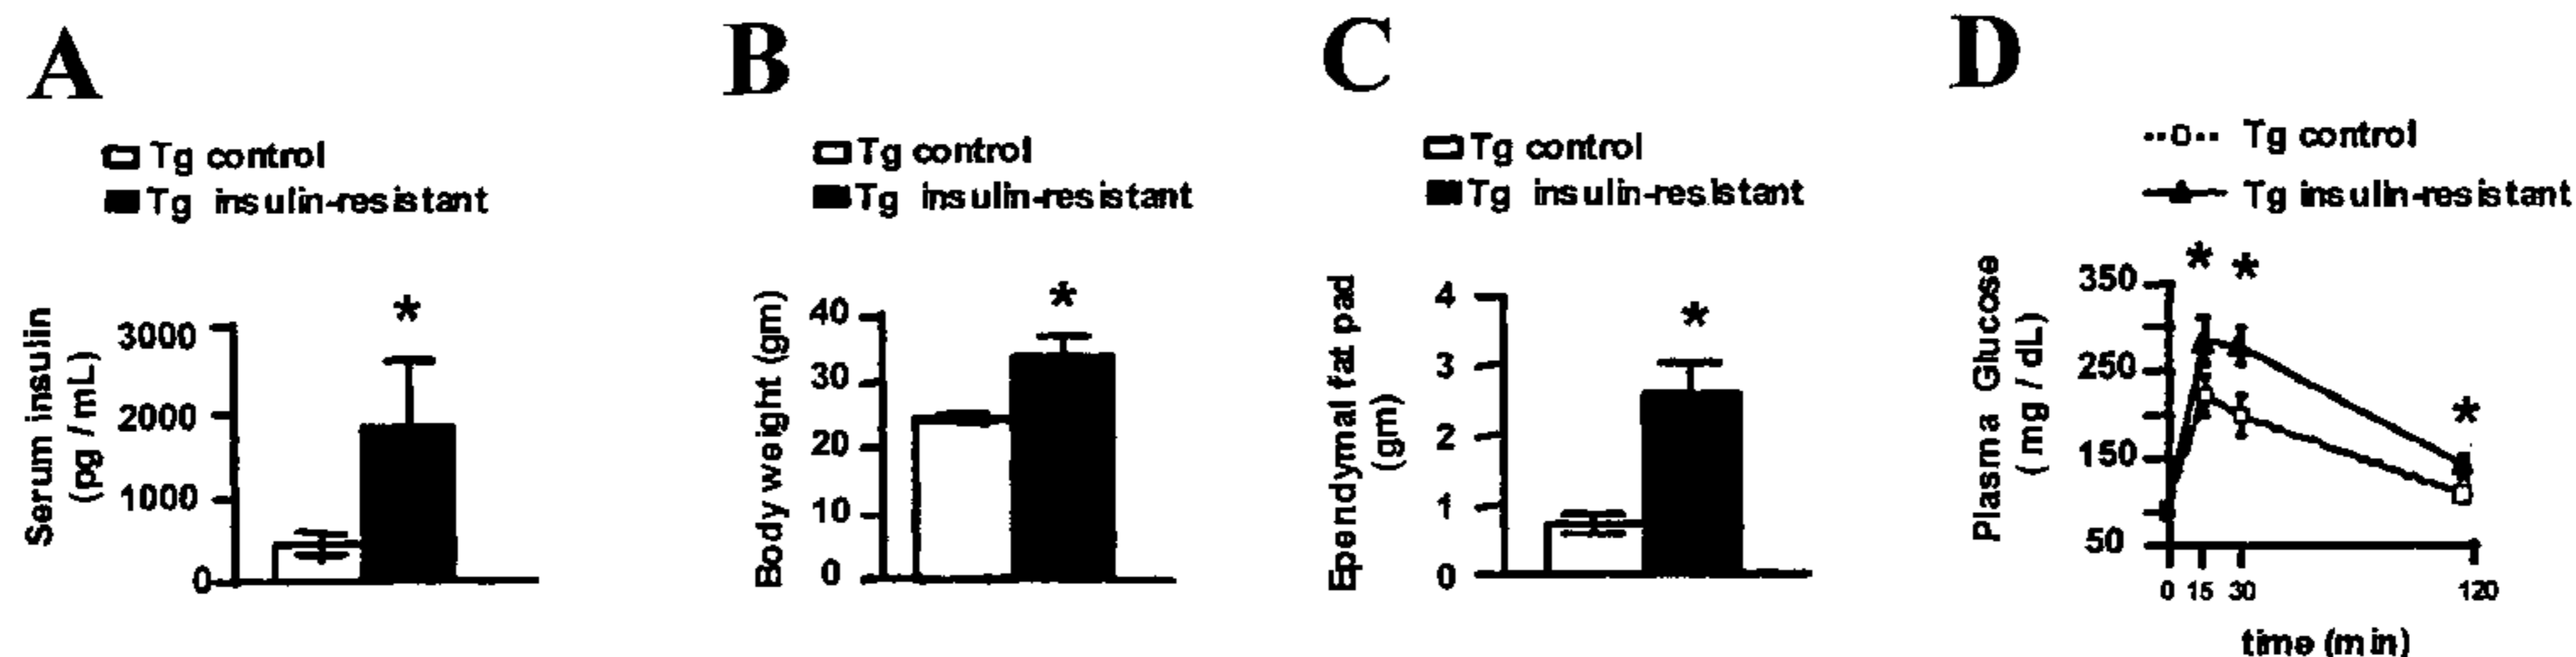 A
Tg control
Tg insulin-resistant
Serum insulin
(pg / mL)
3000
2000
1000
0
*
B
Tg control
Tg insulin-resistant
Body weight (gm)
40
30
20
10
0
*
C
Tg control
Tg insulin-resistant
Ependymal fat pad
(gm)
4
3
2
1
0
*
D
Tg control
Tg insulin-resistant
Plasma Glucose
( mg / dL)
350
250
150
50
* * *
0 15 30 120
time (min)